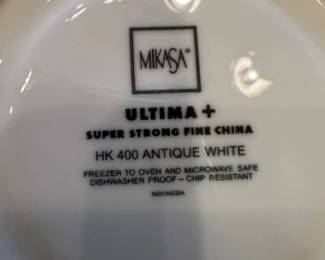 MIKASA®
ULTIMA +
SUPER STRONG FINE CHINA
HK 400 ANTIQUE WHITE
FREEZER TO OVEN AND MICROWAVE SAFE
DISHWASHER PROOF – CHIP RESISTANT
INDONESIA